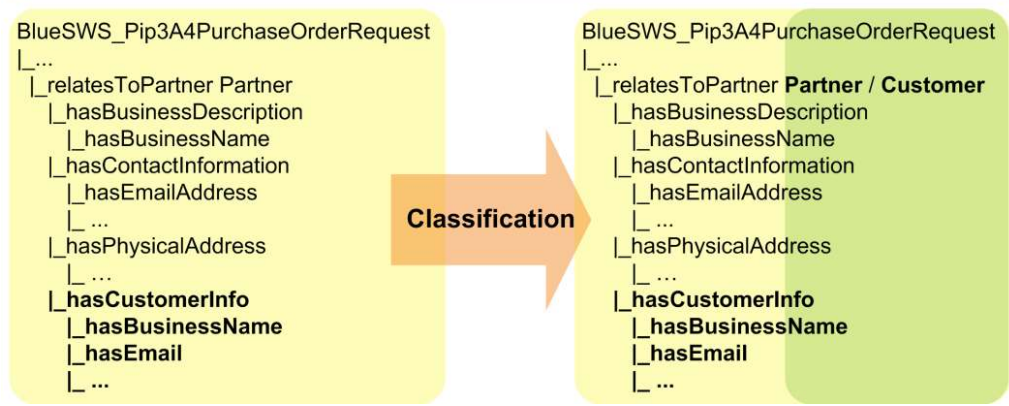 BlueSWS_Pip3A4PurchaseOrderRequest
|_...
|_relatesToPartner Partner
|_hasBusinessDescription
|_hasBusinessName
|_hasContactInformation
|_hasEmailAddress
|_ ...
|_hasPhysicalAddress
|_ ...
|_hasCustomerInfo
|_hasBusinessName
|_hasEmail
|_ ...
Classification
BlueSWS_Pip3A4PurchaseOrderRequest
|_...
|_relatesToPartner Partner / Customer
|_hasBusinessDescription
|_hasBusinessName
|_hasContactInformation
|_hasEmailAddress
|_ ...
|_hasPhysicalAddress
|_ ...
|_hasCustomerInfo
|_hasBusinessName
|_hasEmail
|_ ...